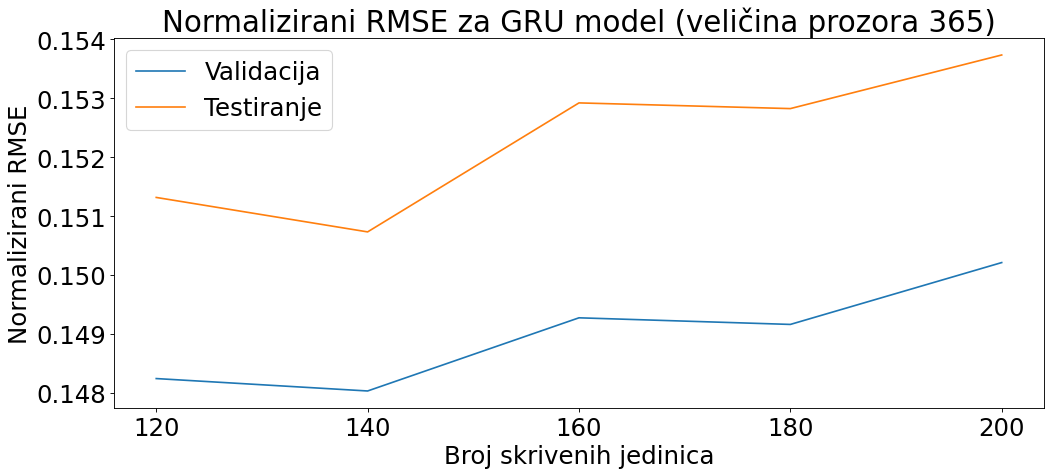 Normalizirani RMSE za GRU model (veličina prozora 365)
Validacija
Testiranje
Normalizirani RMSE
0.154
0.153
0.152
0.151
0.150
0.149
0.148
120 140 160 180 200
Broj skrivenih jedinica